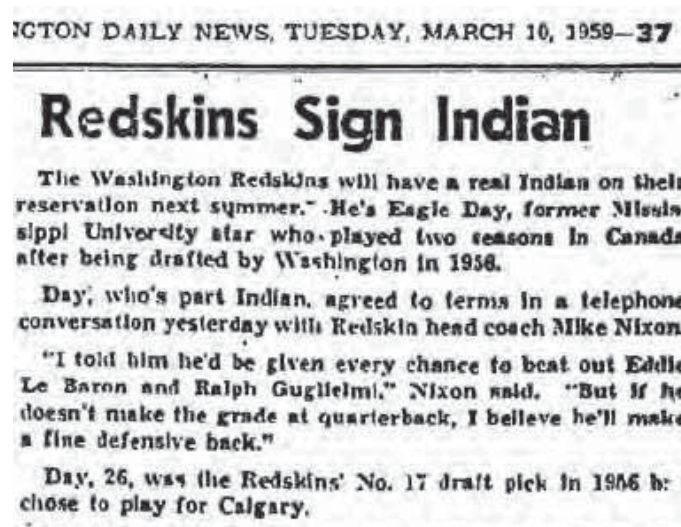 GTON DAILY NEWS, TUESDAY, MARCH 10, 1959—37
Redskins Sign Indian
The Washington Redskins will have a real Indian on their
reservation next summer. He's Eagle Day, former Missis
sippi University star who played two seasons in Canada
after being drafted by Washington in 1956.
Day, who's part Indian, agreed to terms in a telephone
conversation yesterday with Redskin head coach Mike Nixon
"I told him he'd be given every chance to beat out Eddie
Le Baron and Ralph Guglielmi," Nixon said. "But if he
doesn't make the grade at quarterback, I believe he'll make
a fine defensive back."
Day, 26, was the Redskins' No. 17 draft pick in 1956 b
chose to play for Calgary.